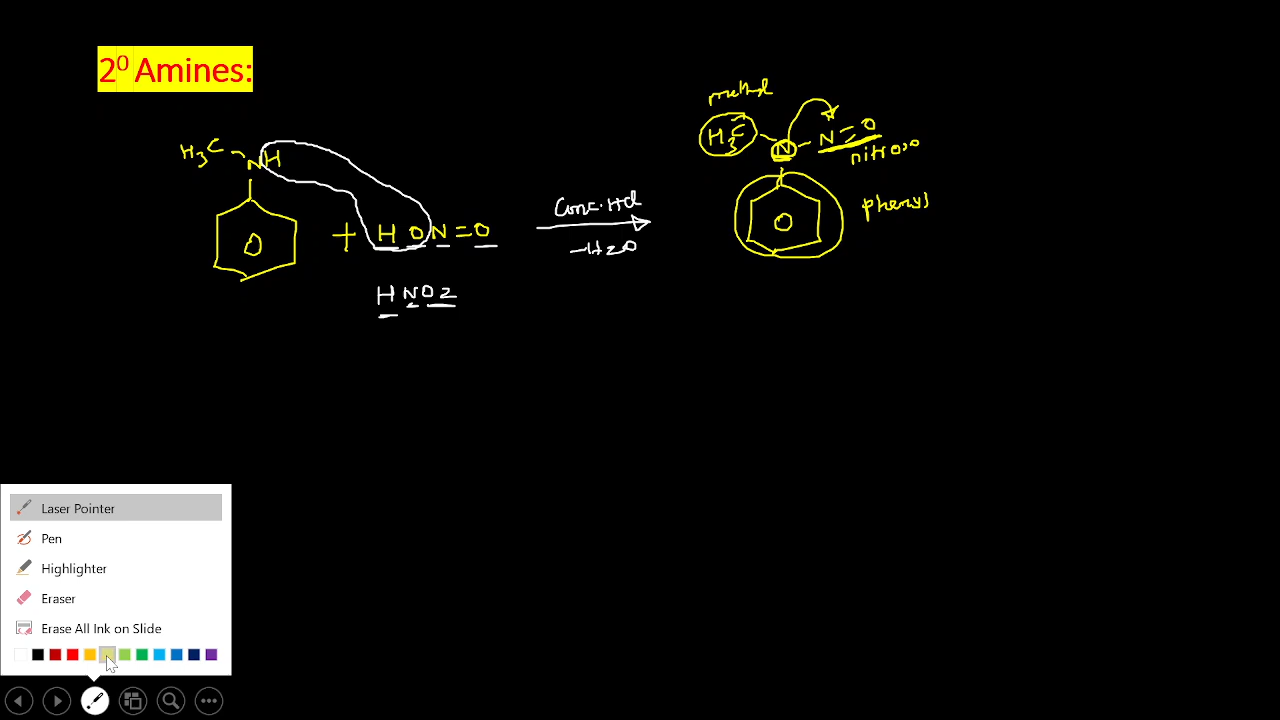 2⁰ Amines:
methyl
H₃C
N
N=O
nitroso
H₃C
NH
phenyl
Conc.HCl
+ H O N = O
-H2O
H NO2
Laser Pointer
Pen
Highlighter
Eraser
Erase All Ink on Slide